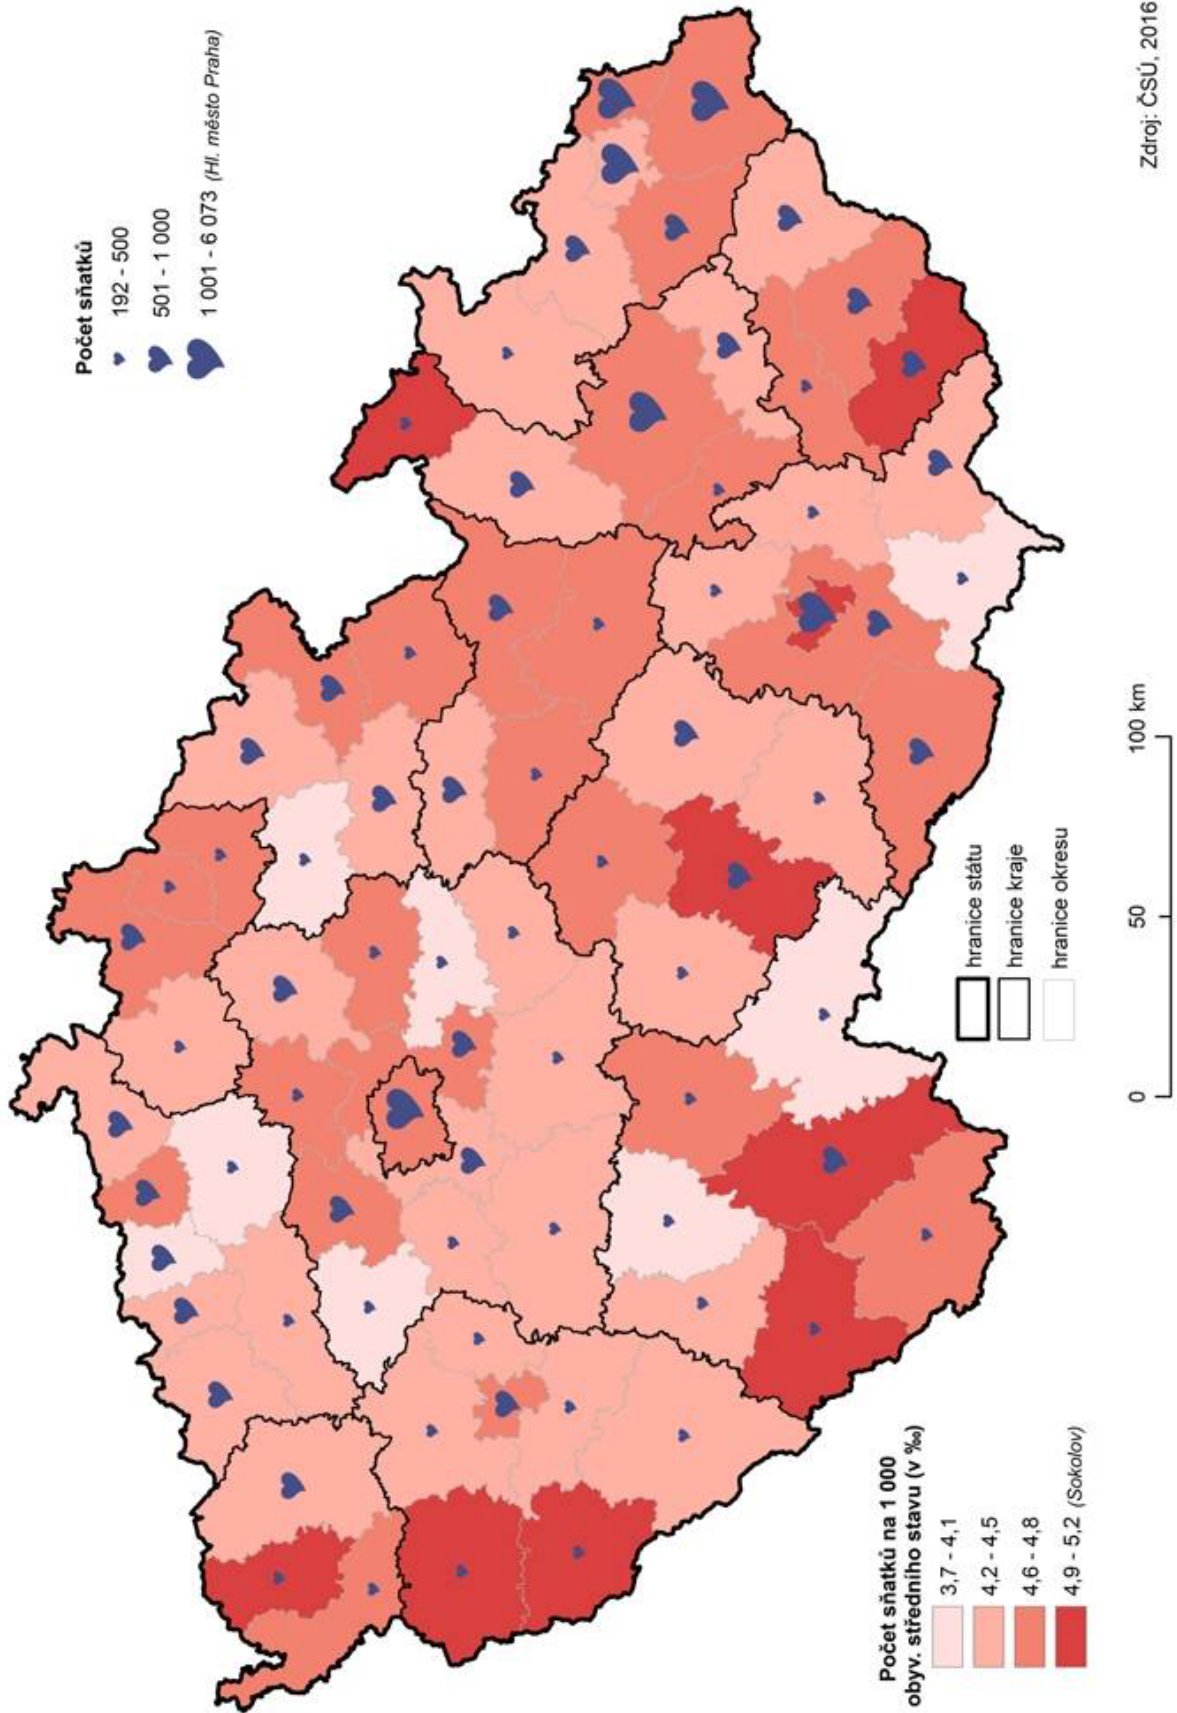 Počet sňatků
192 - 500
501 - 1 000
1 001 - 6 073 (Hl. město Praha)
Počet sňatků na 1 000
obyv. středního stavu (v ‰)
3,7 - 4,1
4,2 - 4,5
4,6 - 4,8
4,9 - 5,2 (Sokolov)
hranice státu
hranice kraje
hranice okresu
0 50 100 km
Zdroj: ČSÚ, 2016